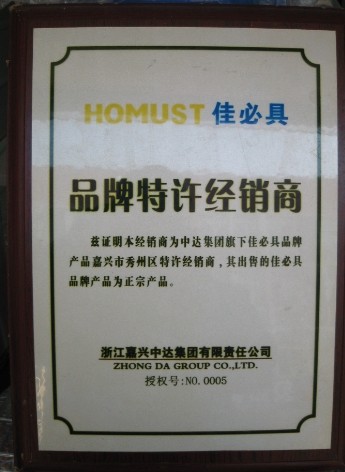 HOMUST 佳必具
品牌特许经销商
兹证明本经销商为中达集团旗下佳必具品牌
产品嘉兴市秀州区特许经销商，其出售的佳必具
品牌产品为正宗产品。
浙江嘉兴中达集团有限责任公司
ZHONG DA GROUP CO.,LTD.
授权号:NO.0005